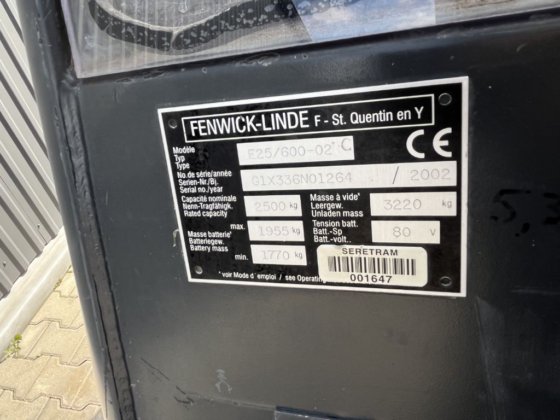 FENWICK-LINDE F - St. Quentin en Y
Modèle
Typ
Type
E25/600-02 C
CE
No. de série/année
Serien-Nr./Bj.
Serial no./year
G1X336N01264 / 2002
Capacité nominale
Nenn-Tragfähigk.
Rated capacity
2500 kg
Masse à vide*
Leergew.
Unladen mass
3220 kg
Masse batterie*
Batteriegew.
Battery mass
max. 1955 kg
min. 1770 kg
Tension batt.
Batt.-Sp
Batt.-volt..
80 V
* voir Mode d emploi / see Operating
SERETRAM
001647
5,3